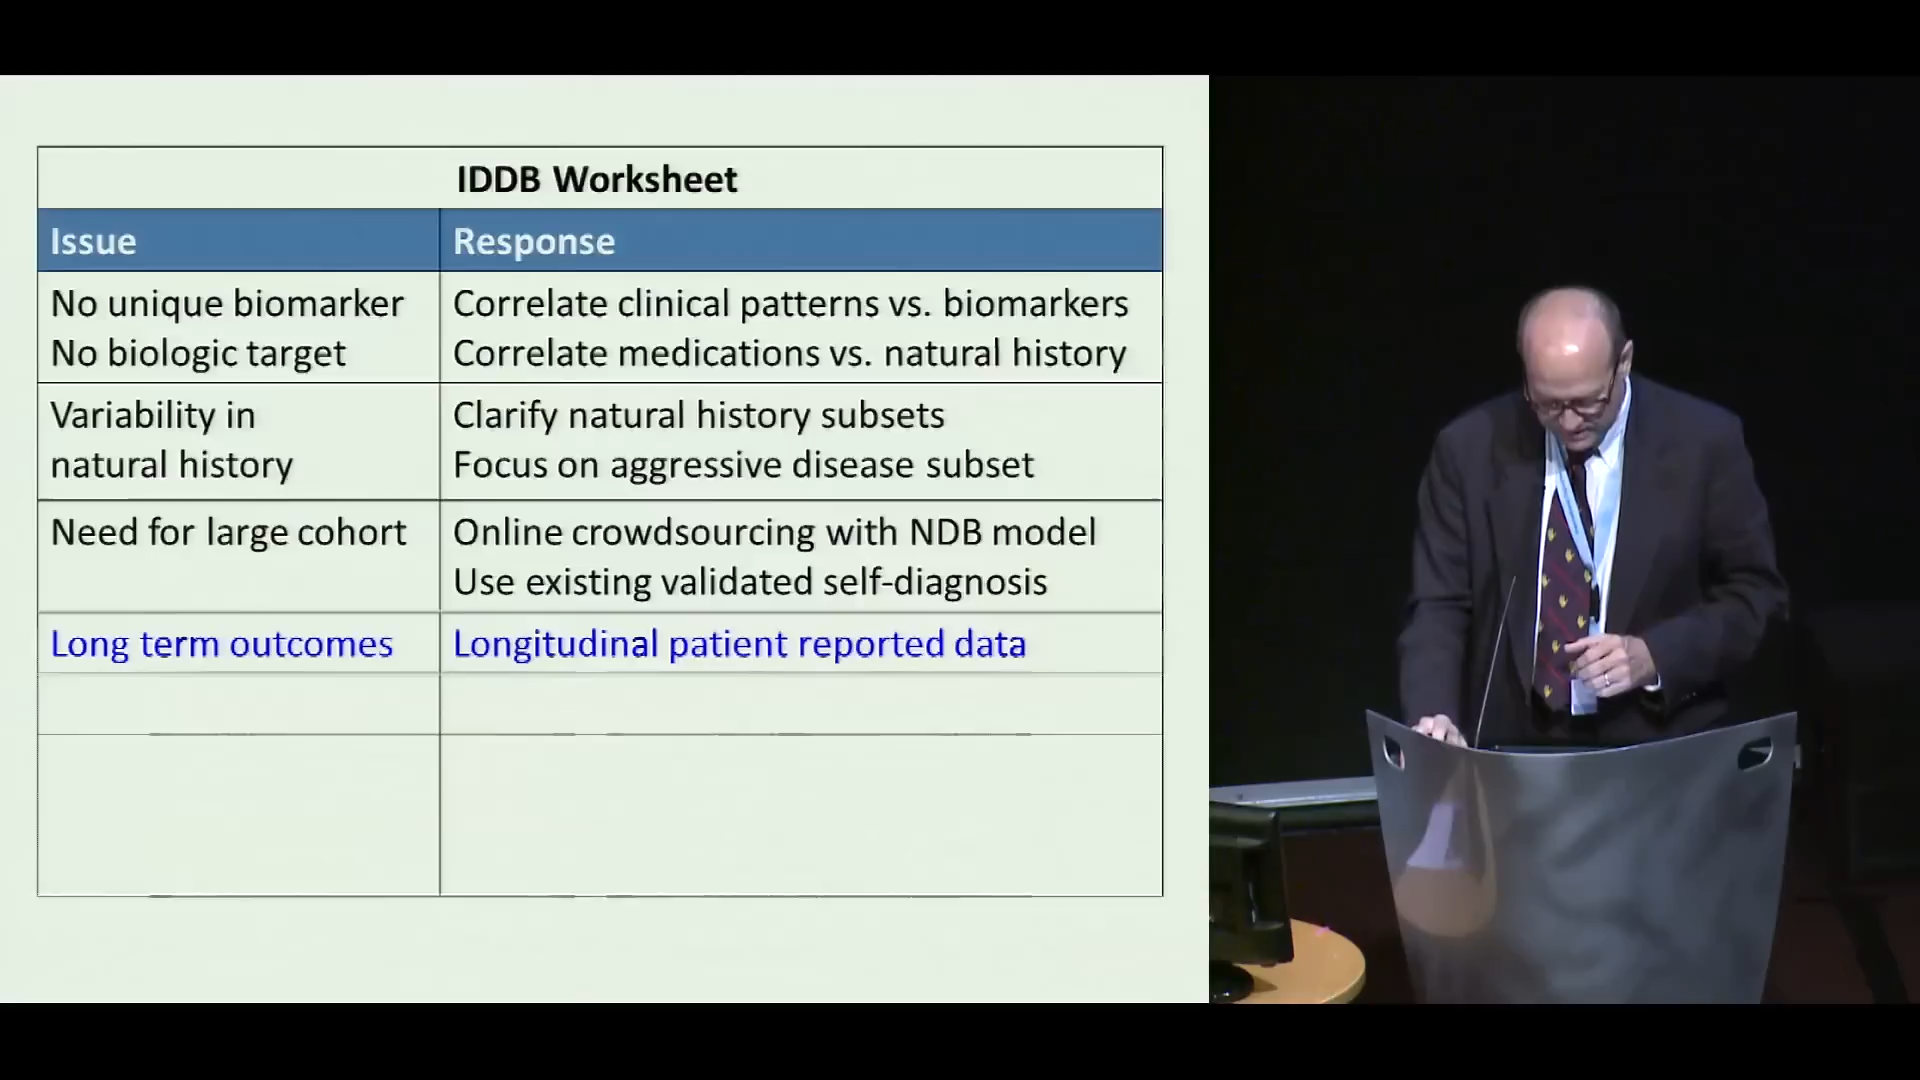 IDDB Worksheet
Issue
Response
No unique biomarker
Correlate clinical patterns vs. biomarkers
No biologic target
Correlate medications vs. natural history
Variability in
natural history
Clarify natural history subsets
Focus on aggressive disease subset
Need for large cohort
Online crowdsourcing with NDB model
Use existing validated self-diagnosis
Long term outcomes
Longitudinal patient reported data